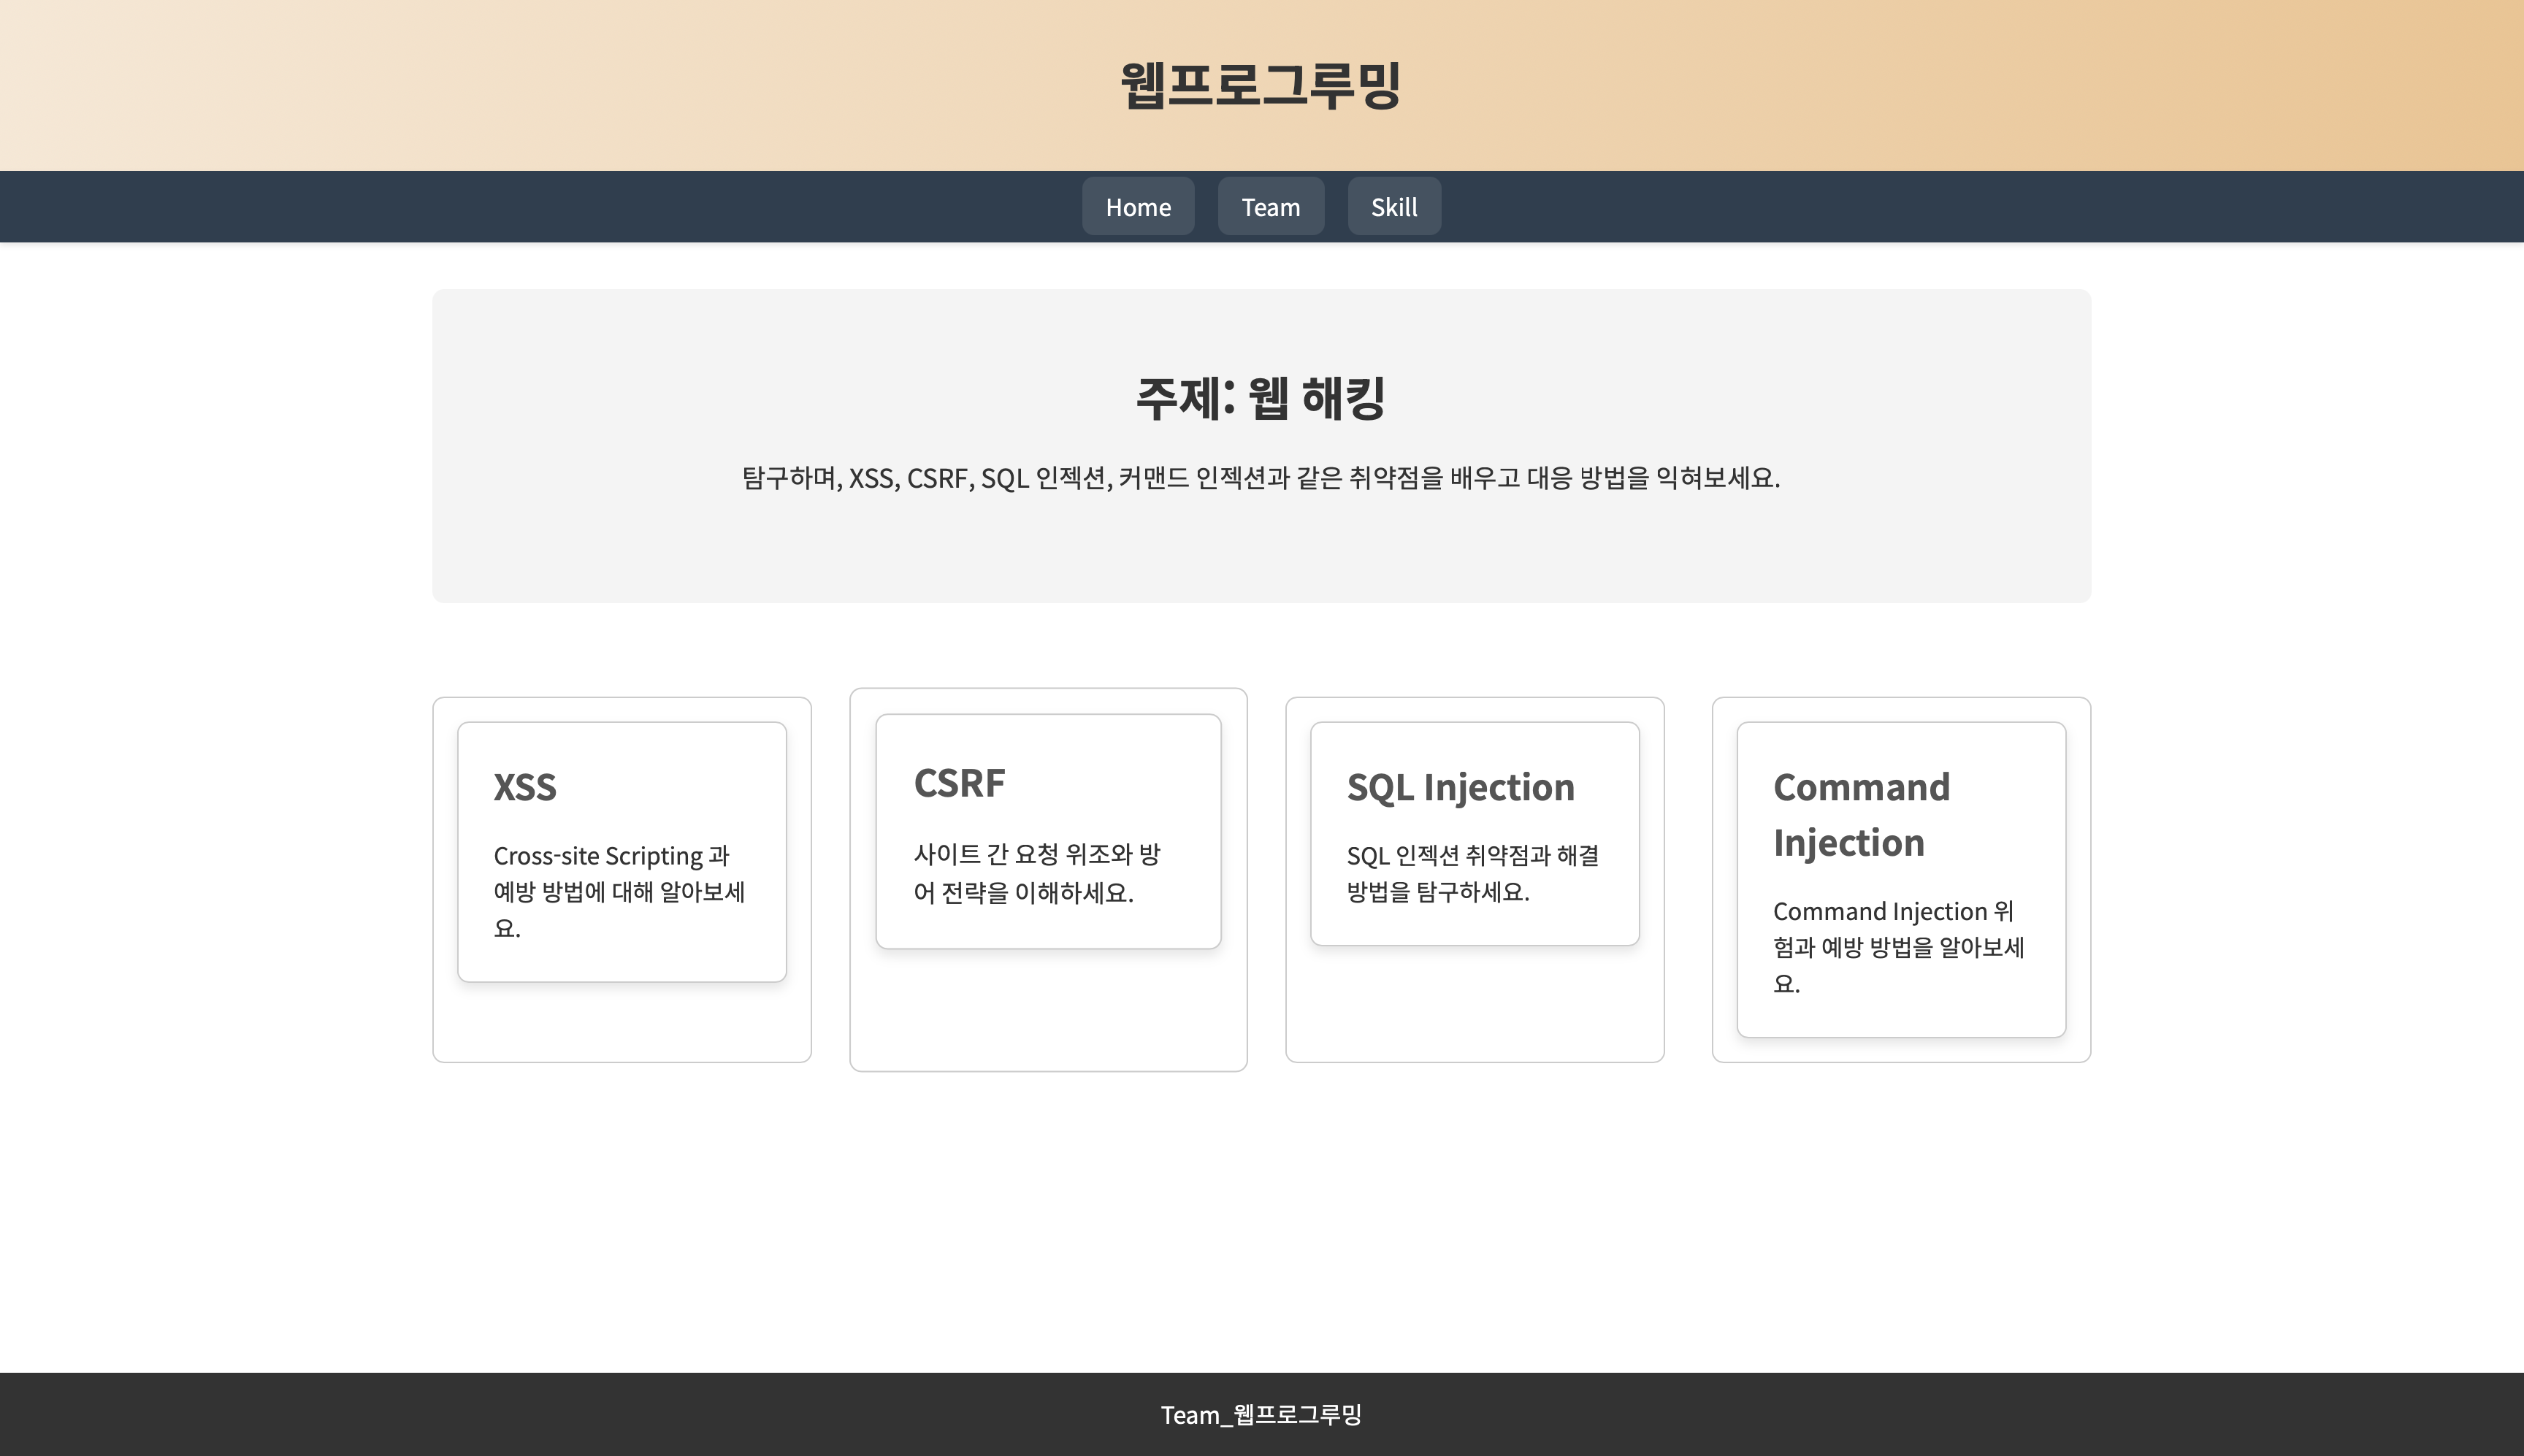 웹프로그루밍
Home Team Skill
주제: 웹 해킹
탐구하며, XSS, CSRF, SQL 인젝션, 커맨드 인젝션과 같은 취약점을 배우고 대응 방법을 익혀보세요.
XSS
Cross-site Scripting 과
예방 방법에 대해 알아보세
요.
CSRF
사이트 간 요청 위조와 방
어 전략을 이해하세요.
SQL Injection
SQL 인젝션 취약점과 해결
방법을 탐구하세요.
Command
Injection
Command Injection 위
험과 예방 방법을 알아보세
요.
Team_웹프로그루밍